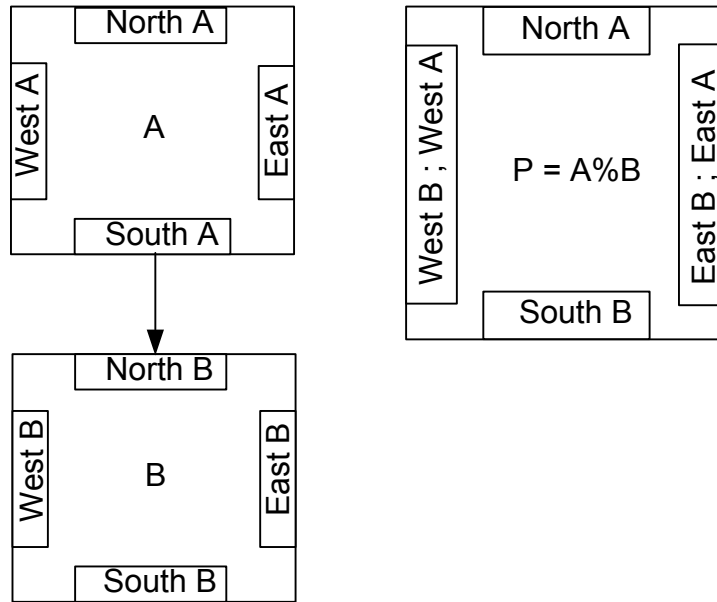 North A
West A
A
East A
South A
North B
West B
B
East B
South B
North A
West B ; West A
P = A%B
East B ; East A
South B